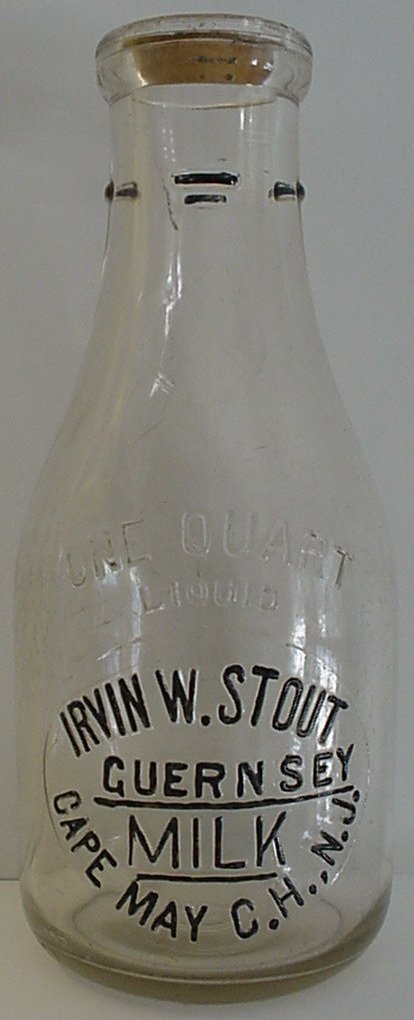 ONE QUART
LIQUID
IRVIN W. STOUT
GUERNSEY
MILK
CAPE MAY C.H., N.J.